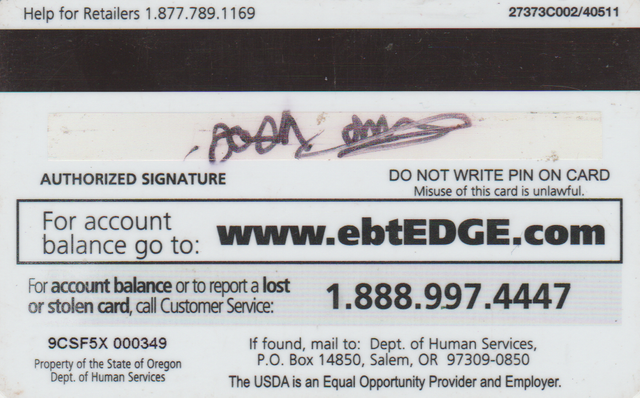 Help for Retailers 1.877.789.1169
27373C002/40511
AUTHORIZED SIGNATURE
DO NOT WRITE PIN ON CARD
Misuse of this card is unlawful.
For account
balance go to: www.ebtEDGE.com
For account balance or to report a lost
or stolen card, call Customer Service: 1.888.997.4447
9CSF5X 000349
Property of the State of Oregon
Dept. of Human Services
If found, mail to: Dept. of Human Services,
P.O. Box 14850, Salem, OR 97309-0850
The USDA is an Equal Opportunity Provider and Employer.